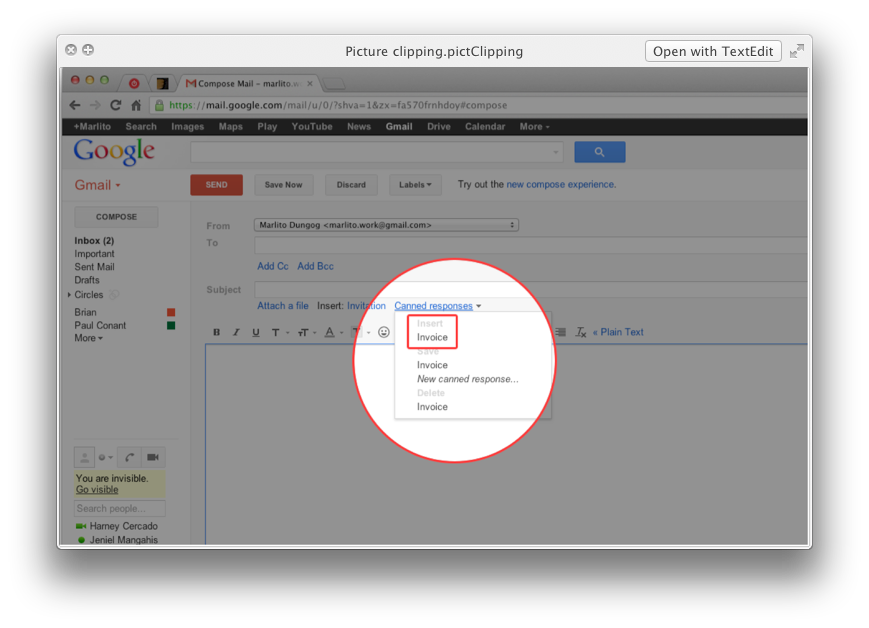 Picture clipping.pictClipping
Open with TextEdit
Compose Mail – marlito.w
https://mail.google.com/mail/u/0/?shva=1&zx=fa570frnhdoy#compose
+Marlito Search Images Maps Play YouTube News Gmail Drive Calendar More
Google
Gmail
SEND Save Now Discard Labels Try out the new compose experience.
COMPOSE
From Marlito Dungog <marlito.work@gmail.com>
To
Add Cc Add Bcc
Subject
Attach a file Insert: Invitation Canned responses
B I U T TT A T « Plain Text
Insert
Invoice
Save
Invoice
New canned response...
Delete
Invoice
Inbox (2)
Important
Sent Mail
Drafts
Circles
Brian
Paul Conant
More
You are invisible.
Go visible
Search people...
Harney Cercado
Jeniel Mangahis